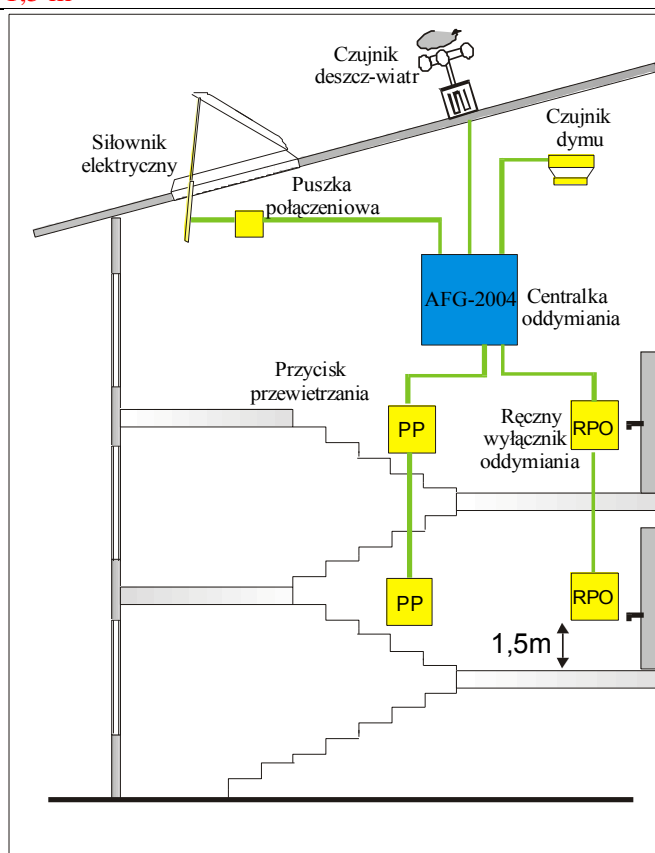 Czujnik
deszcz-wiatr
Czujnik
dymu
Siłownik
elektryczny
Puszka
połączeniowa
AFG-2004
Centralka
oddymiania
Przycisk
przewietrzania
PP
Ręczny
wyłącznik
oddymiania
RPO
PP
RPO
1,5m